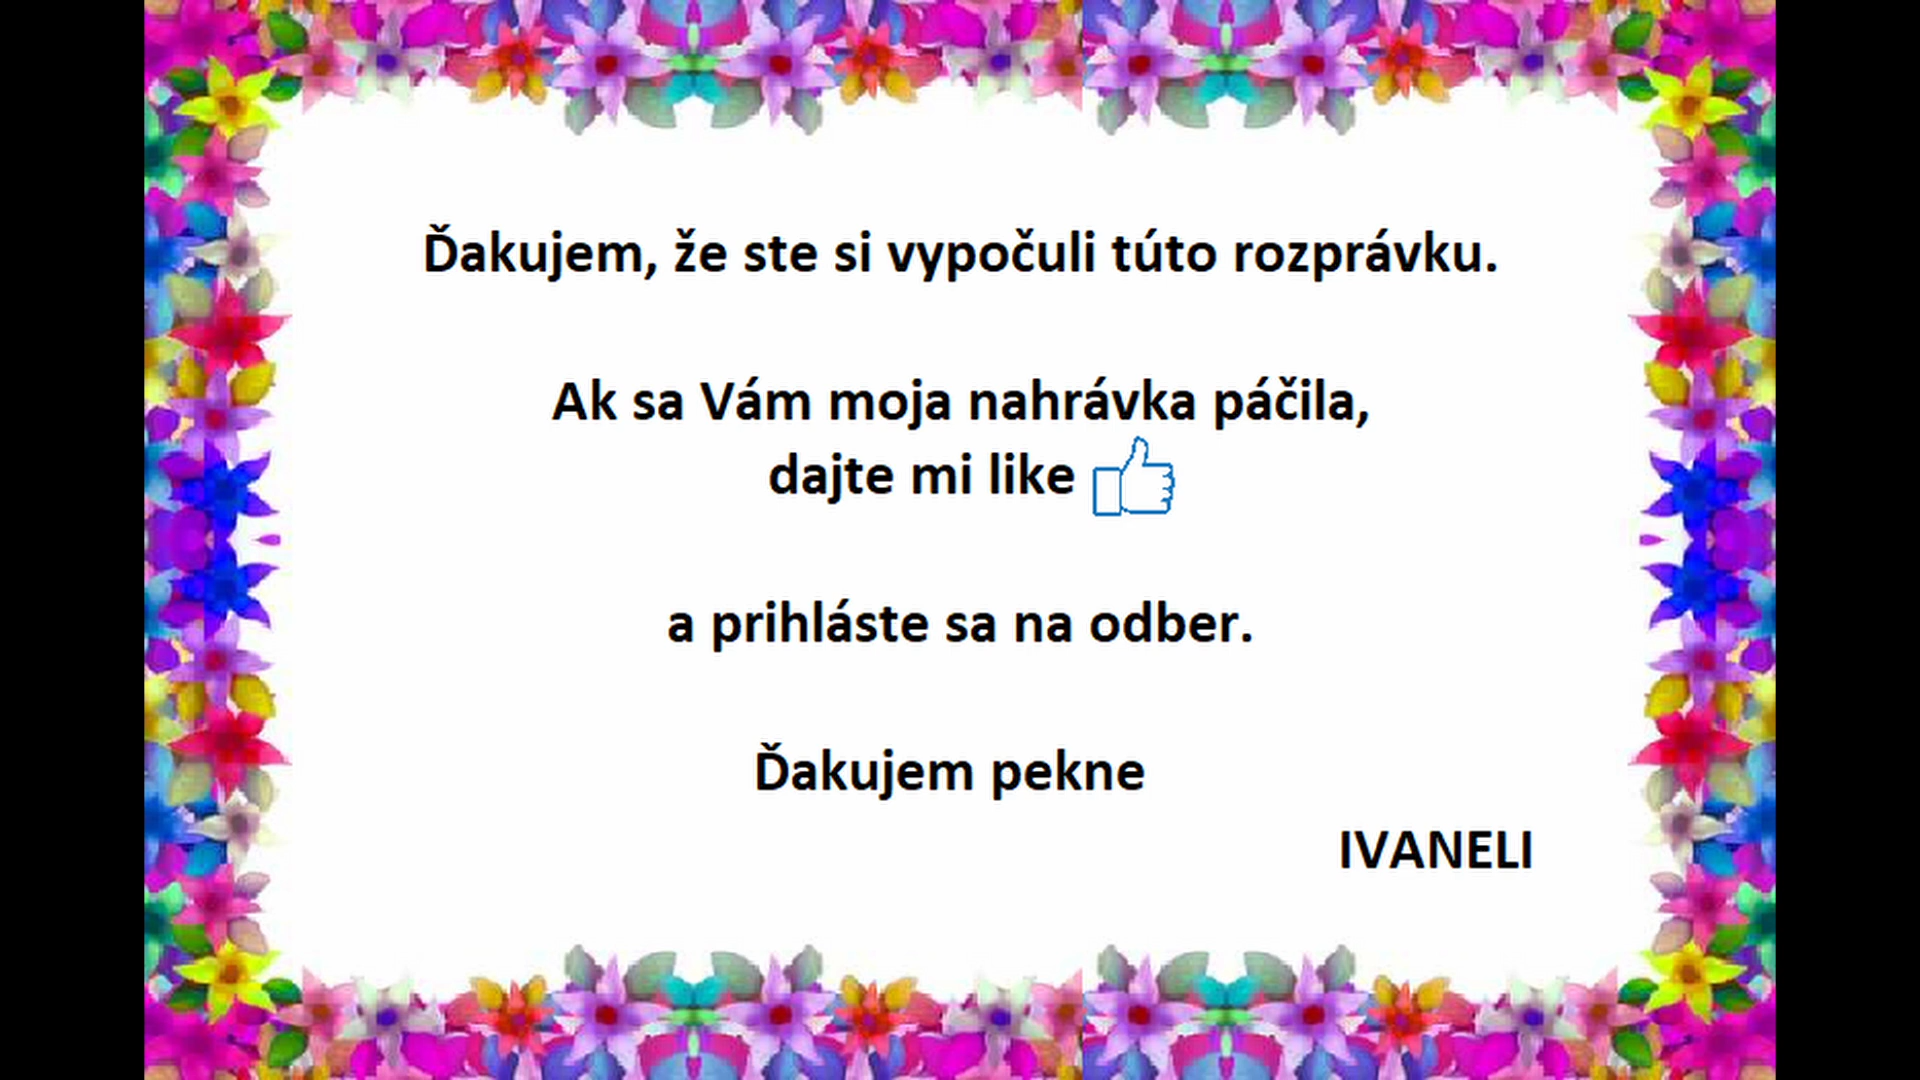 Ďakujem, že ste si vypočuli túto rozprávku.
Ak sa Vám moja nahrávka páčila,
dajte mi like
a prihláste sa na odber.
Ďakujem pekne
IVANELI